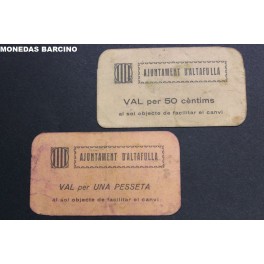 MONEDAS BARCINO
AJUNTAMENT D'ALTAFULLA
VAL per 50 cèntims
al sol objecte de facilitar el canvi
AJUNTAMENT D'ALTAFULLA
VAL per UNA PESSETA
al sol objecte de facilitar el canvi